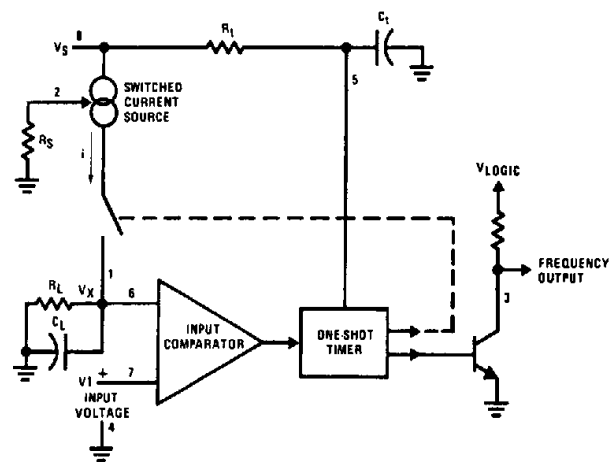 8
VS
Rt
Ct
5
2
SWITCHED
CURRENT
SOURCE
RS
i
VLOGIC
FREQUENCY
OUTPUT
3
1
RL
VX
6
CL
INPUT
COMPARATOR
ONE-SHOT
TIMER
+
V1
7
INPUT
VOLTAGE
4